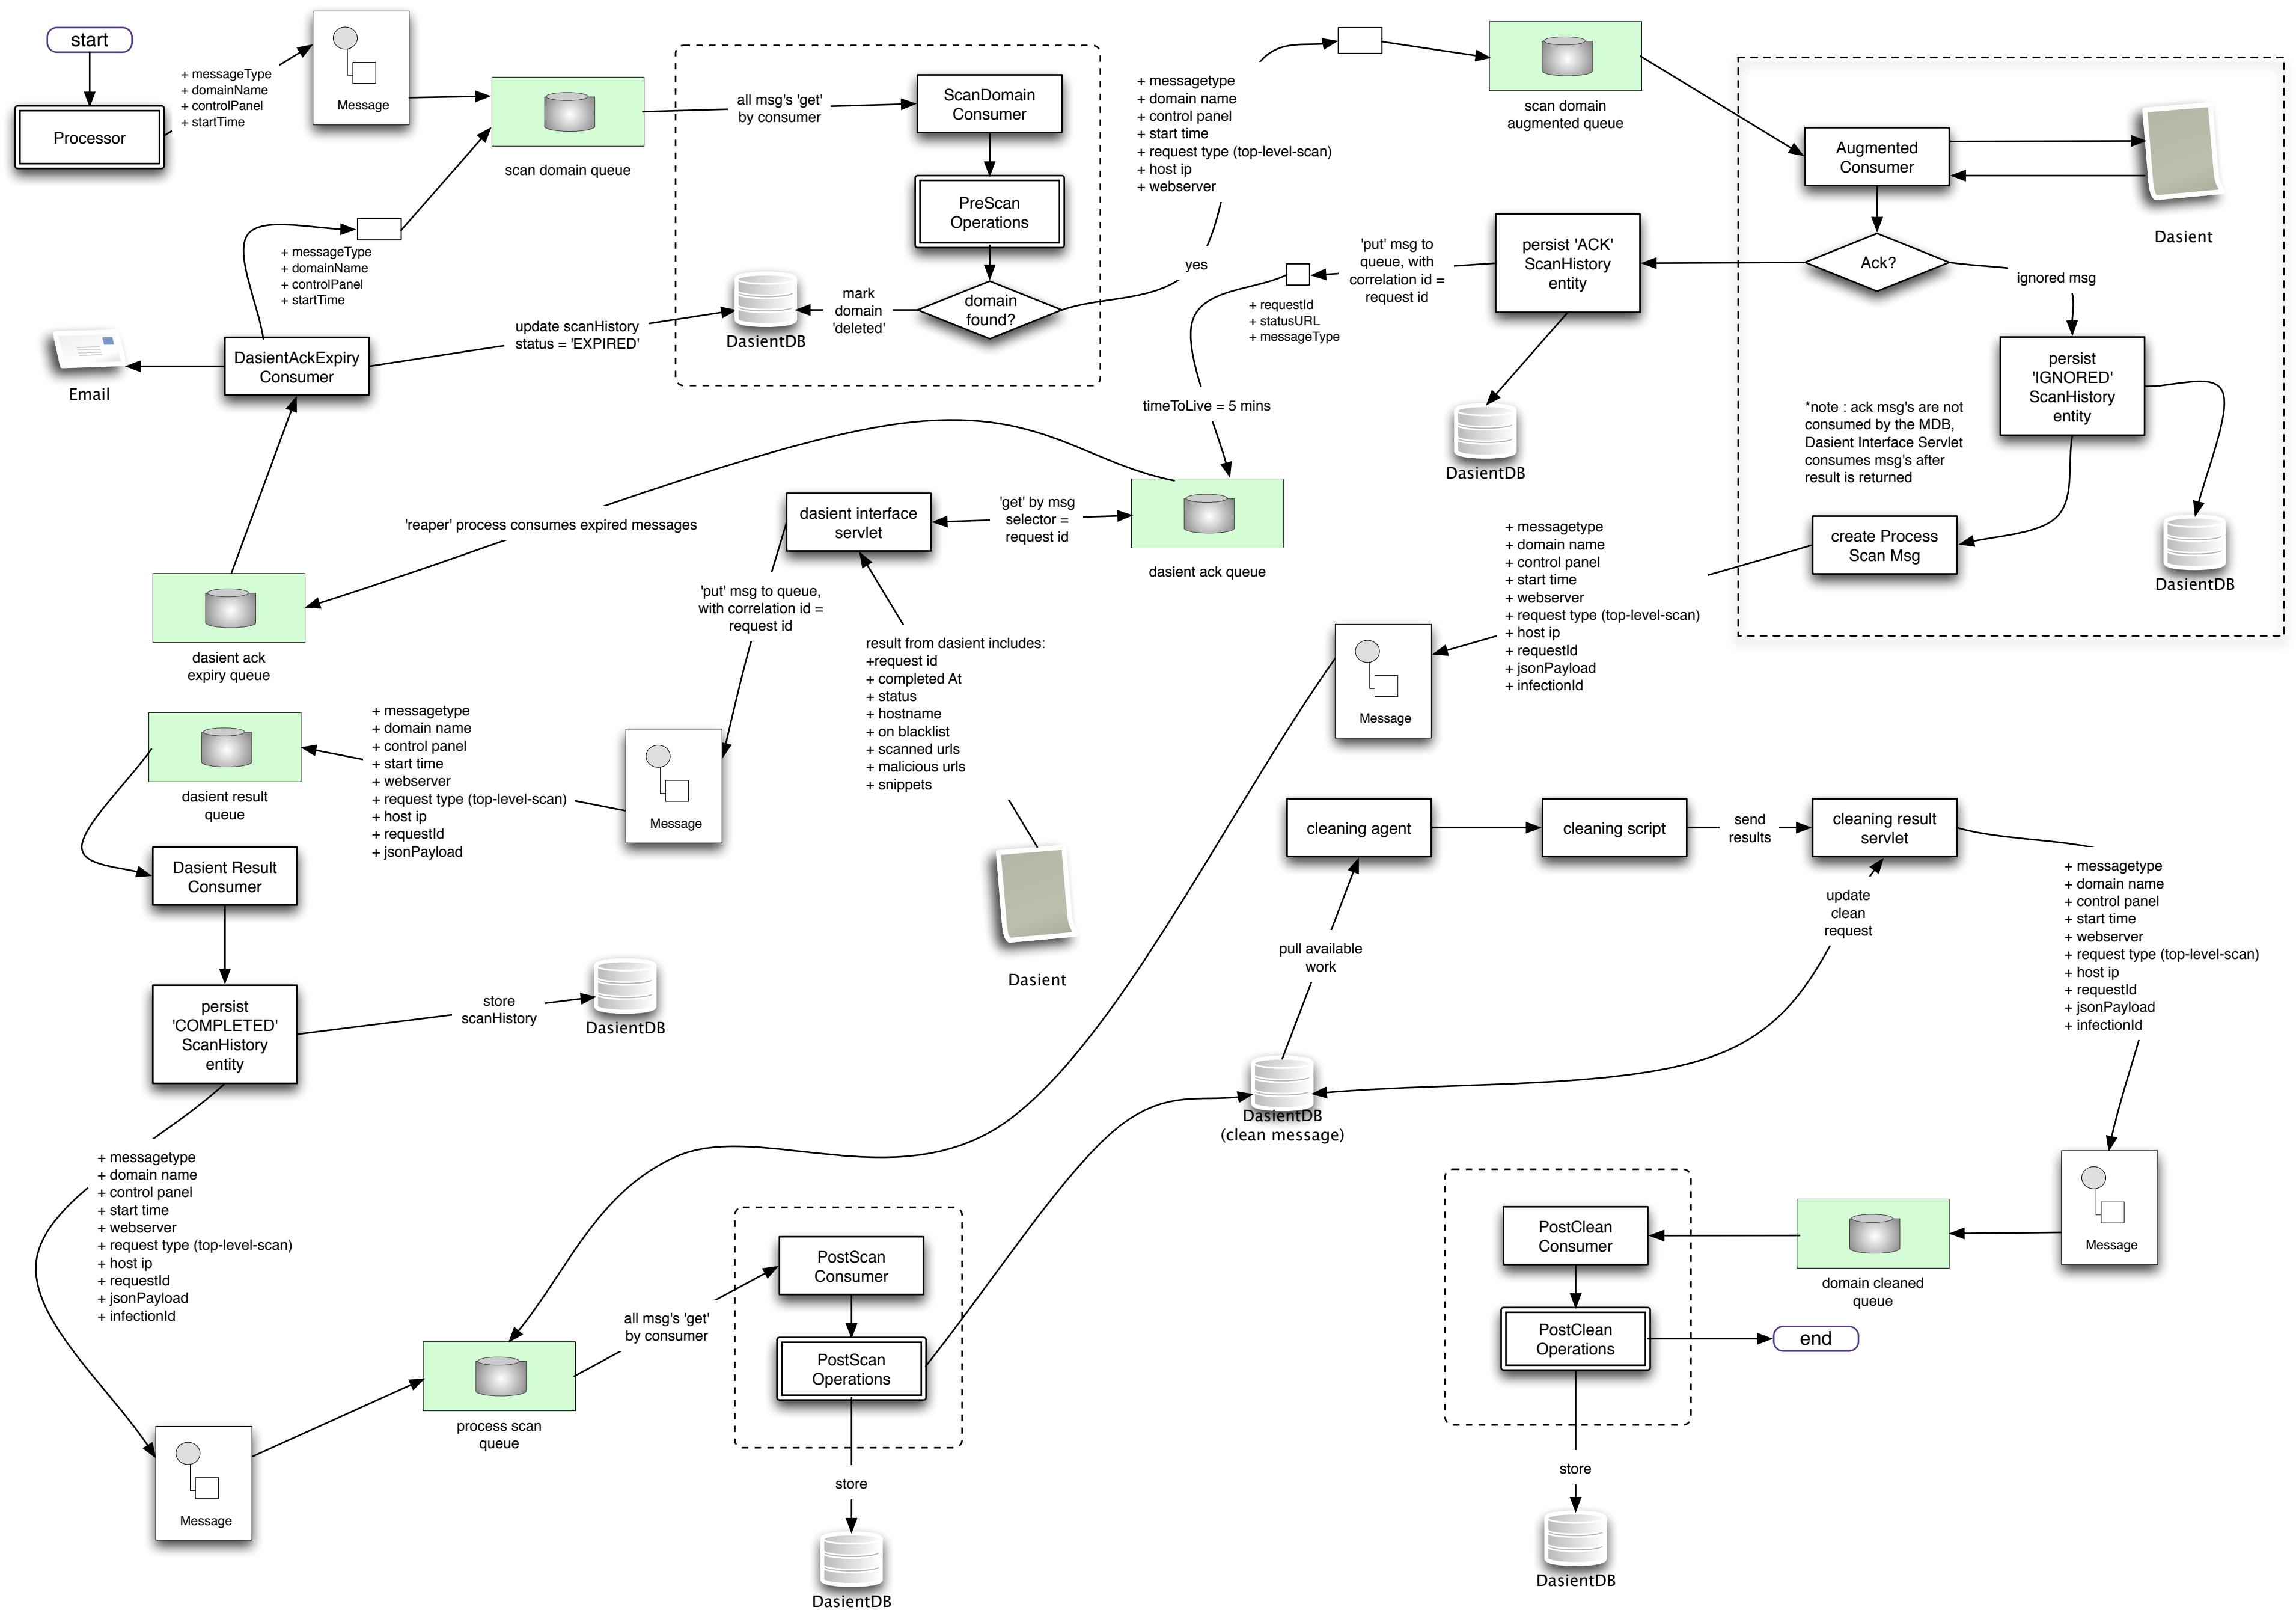 start
Processor
+ messageType
+ domainName
+ controlPanel
+ startTime
Message
scan domain queue
all msg's 'get'
by consumer
ScanDomain
Consumer
PreScan
Operations
domain
found?
mark
domain
'deleted'
DasientDB
yes
+ messagetype
+ domain name
+ control panel
+ start time
+ request type (top-level-scan)
+ host ip
+ webserver
scan domain
augmented queue
Augmented
Consumer
Dasient
Ack?
ignored msg
persist
'IGNORED'
ScanHistory
entity
DasientDB
create Process
Scan Msg
*note : ack msg's are not
consumed by the MDB,
Dasient Interface Servlet
consumes msg's after
result is returned
persist 'ACK'
ScanHistory
entity
DasientDB
'put' msg to
queue, with
correlation id =
request id
+ requestId
+ statusURL
+ messageType
timeToLive = 5 mins
dasient ack queue
'get' by msg
selector =
request id
dasient interface
servlet
'reaper' process consumes expired messages
dasient ack
expiry queue
DasientAckExpiry
Consumer
Email
+ messageType
+ domainName
+ controlPanel
+ startTime
update scanHistory
status = 'EXPIRED'
'put' msg to queue,
with correlation id =
request id
result from dasient includes:
+request id
+ completed At
+ status
+ hostname
+ on blacklist
+ scanned urls
+ malicious urls
+ snippets
Dasient
Message
+ messagetype
+ domain name
+ control panel
+ start time
+ webserver
+ request type (top-level-scan)
+ host ip
+ requestId
+ jsonPayload
dasient result
queue
Dasient Result
Consumer
persist
'COMPLETED'
ScanHistory
entity
store
scanHistory
DasientDB
+ messagetype
+ domain name
+ control panel
+ start time
+ webserver
+ request type (top-level-scan)
+ host ip
+ requestId
+ jsonPayload
+ infectionId
Message
process scan
queue
all msg's 'get'
by consumer
PostScan
Consumer
PostScan
Operations
store
DasientDB
+ messagetype
+ domain name
+ control panel
+ start time
+ webserver
+ request type (top-level-scan)
+ host ip
+ requestId
+ jsonPayload
+ infectionId
Message
cleaning agent
cleaning script
send
results
cleaning result
servlet
pull available
work
update
clean
request
DasientDB
(clean message)
+ messagetype
+ domain name
+ control panel
+ start time
+ webserver
+ request type (top-level-scan)
+ host ip
+ requestId
+ jsonPayload
+ infectionId
Message
domain cleaned
queue
PostClean
Consumer
PostClean
Operations
end
store
DasientDB